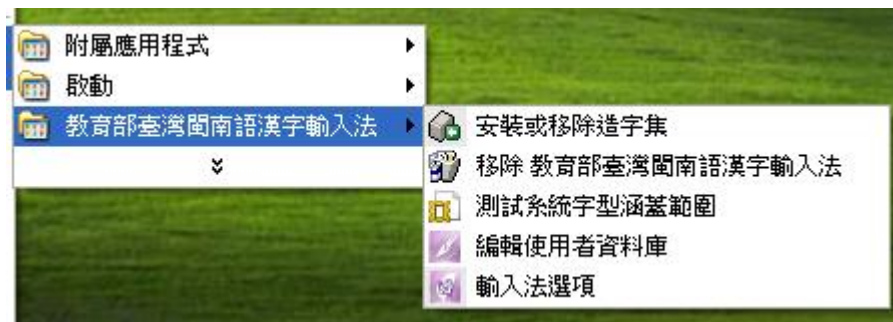 附屬應用程式
啟動
教育部臺灣閩南語漢字輸入法
安裝或移除造字集
移除 教育部臺灣閩南語漢字輸入法
測試系統字型涵蓋範圍
編輯使用者資料庫
輸入法選項